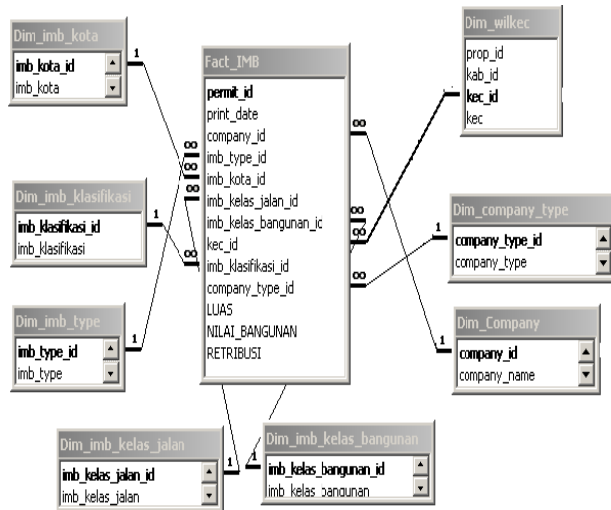 Dim_imb_kota
imb_kota_id
imb_kota
1
Fact_IMB
permit_id
print_date
company_id
imb_type_id
imb_kota_id
imb_kelas_jalan_id
imb_kelas_bangunan_id
kec_id
imb_klasifikasi_id
company_type_id
LUAS
NILAI_BANGUNAN
RETRIBUSI
∞
∞
∞
∞
∞
∞
∞
∞
Dim_wilkec
prop_id
kab_id
kec_id
kec
1
Dim_imb_klasifikasi
imb_klasifikasi_id
imb_klasifikasi
1
Dim_company_type
company_type_id
company_type
1
Dim_imb_type
imb_type_id
imb_type
1
Dim_Company
company_id
company_name
1
Dim_imb_kelas_jalan
imb_kelas_jalan_id
imb_kelas_jalan
1
Dim_imb_kelas_bangunan
imb_kelas_bangunan_id
imb_kelas_bangunan
1